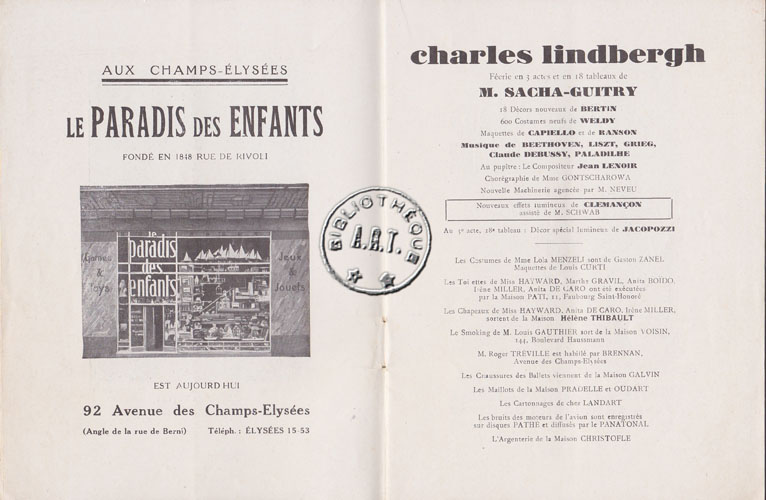 AUX CHAMPS-ÉLYSÉES
LE PARADIS DES ENFANTS
FONDÉ EN 1848 RUE DE RIVOLI
le
paradis
des
enfants
Games
&
Toys
Jeux
&
Jouets
EST AUJOURD'HUI
92 Avenue des Champs-Elysées
(Angle de la rue de Berni) Téléph. : ÉLYSÉES 15-53
BIBLIOTHÈQUE
A.R.T.
charles lindbergh
Féerie en 3 actes et en 18 tableaux de
M. SACHA-GUITRY
18 Décors nouveaux de BERTIN
600 Costumes neufs de WELDY
Maquettes de CAPIELLO et de RANSON
Musique de BEETHOVEN, LISZT, GRIEG,
Claude DEBUSSY, PALADILHE
Au pupitre : Le Compositeur Jean LENOIR
Chorégraphie de Mme GONTSCHAROWA
Nouvelle Machinerie agencée par M. NEVEU
Nouveaux effets lumineux de CLEMANÇON
assisté de M. SCHWAB
Au 3e acte, 18e tableau : Décor spécial lumineux de JACOPOZZI
Les Costumes de Mme Lola MENZELI sont de Gaston ZANEL
Maquettes de Louis CURTI
Les Toilettes de Miss HAYWARD, Marthe GRAVIL, Anita BOÏDO,
Irène MILLER, Anita DE CARO ont été exécutées
par la Maison PATI, 11, Faubourg Saint-Honoré
Les Chapeaux de Miss HAYWARD, Anita DE CARO, Irène MILLER,
sortent de la Maison Hélène THIBAULT
Le Smoking de M. Louis GAUTHIER sort de la Maison VOISIN,
144, Boulevard Haussmann
M. Roger TRÉVILLE est habillé par BRENNAN,
Avenue des Champs-Elysées
Les Chaussures des Ballets viennent de la Maison GALVIN
Les Maillots de la Maison PRADELLE et OUDART
Les Cartonnages de chez LANDART
Les bruits des moteurs de l'avion sont enregistrés
sur disques PATHÉ et diffusés par le PANATONAL
L'Argenterie de la Maison CHRISTOFLE